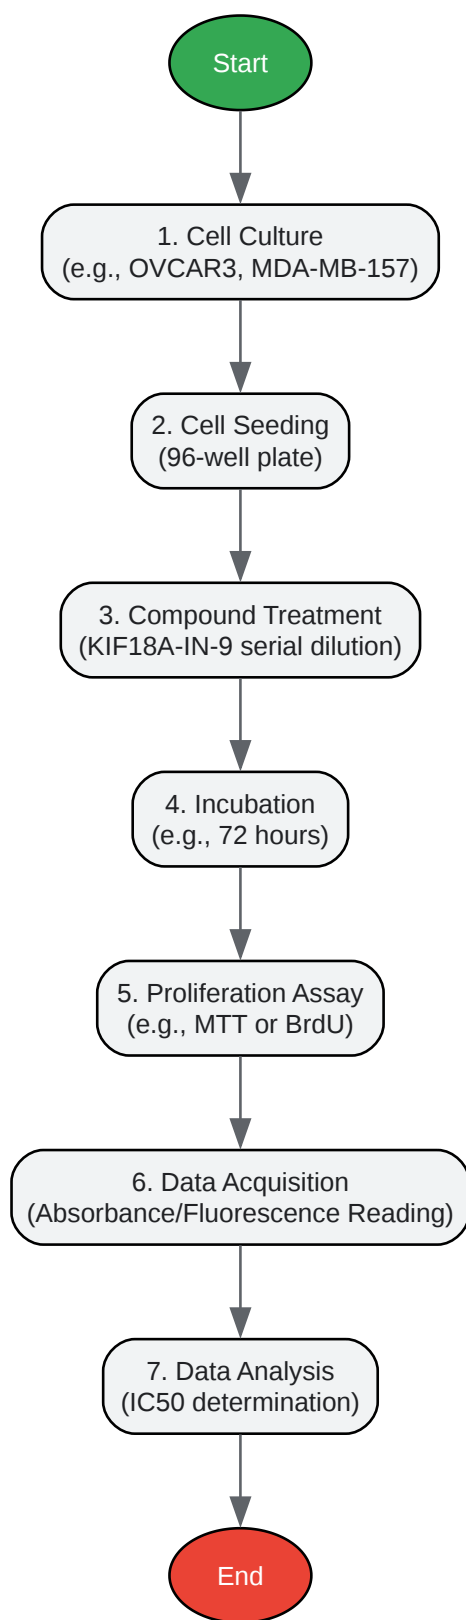 Start
1. Cell Culture
(e.g., OVCAR3, MDA-MB-157)
2. Cell Seeding
(96-well plate)
3. Compound Treatment
(KIF18A-IN-9 serial dilution)
4. Incubation
(e.g., 72 hours)
5. Proliferation Assay
(e.g., MTT or BrdU)
6. Data Acquisition
(Absorbance/Fluorescence Reading)
7. Data Analysis
(IC50 determination)
End